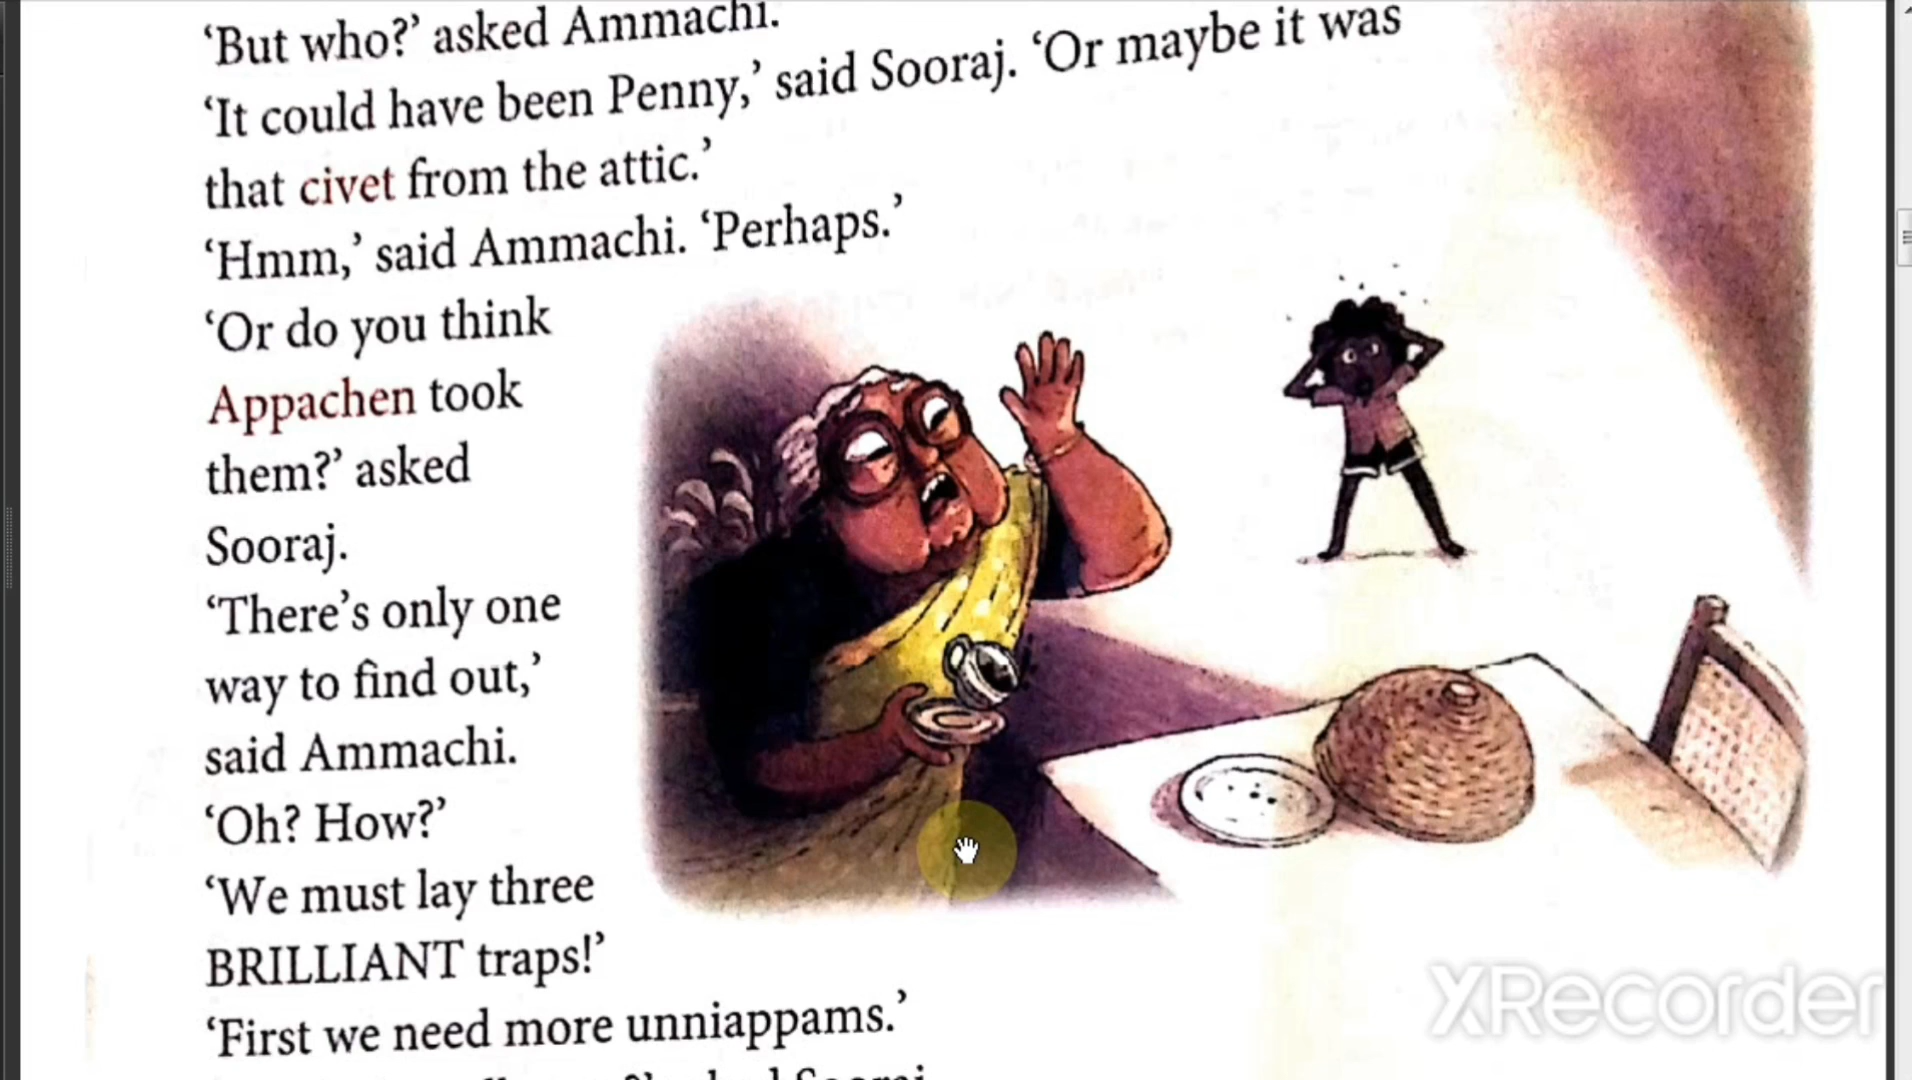 ‘But who?’ asked Ammachi.
‘It could have been Penny,’ said Sooraj. ‘Or maybe it was
that civet from the attic.’
‘Hmm,’ said Ammachi. ‘Perhaps.’
‘Or do you think
Appachen took
them?’ asked
Sooraj.
‘There’s only one
way to find out,’
said Ammachi.
‘Oh? How?’
‘We must lay three
BRILLIANT traps!’
‘First we need more unniappams.’
Sooraj
XRecorder